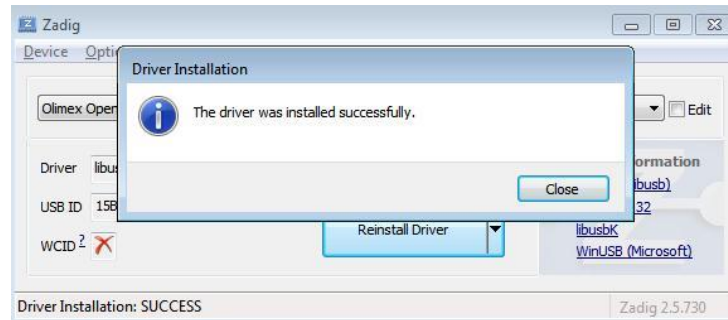 Zadig
Device Opti
Driver Installation
The driver was installed successfully.
Close
Olimex Open
Edit
Driver libus
ormation
ibusb)
USB ID 15B
32
WCID ?
Reinstall Driver
libusbK
WinUSB (Microsoft)
Driver Installation: SUCCESS
Zadig 2.5.730